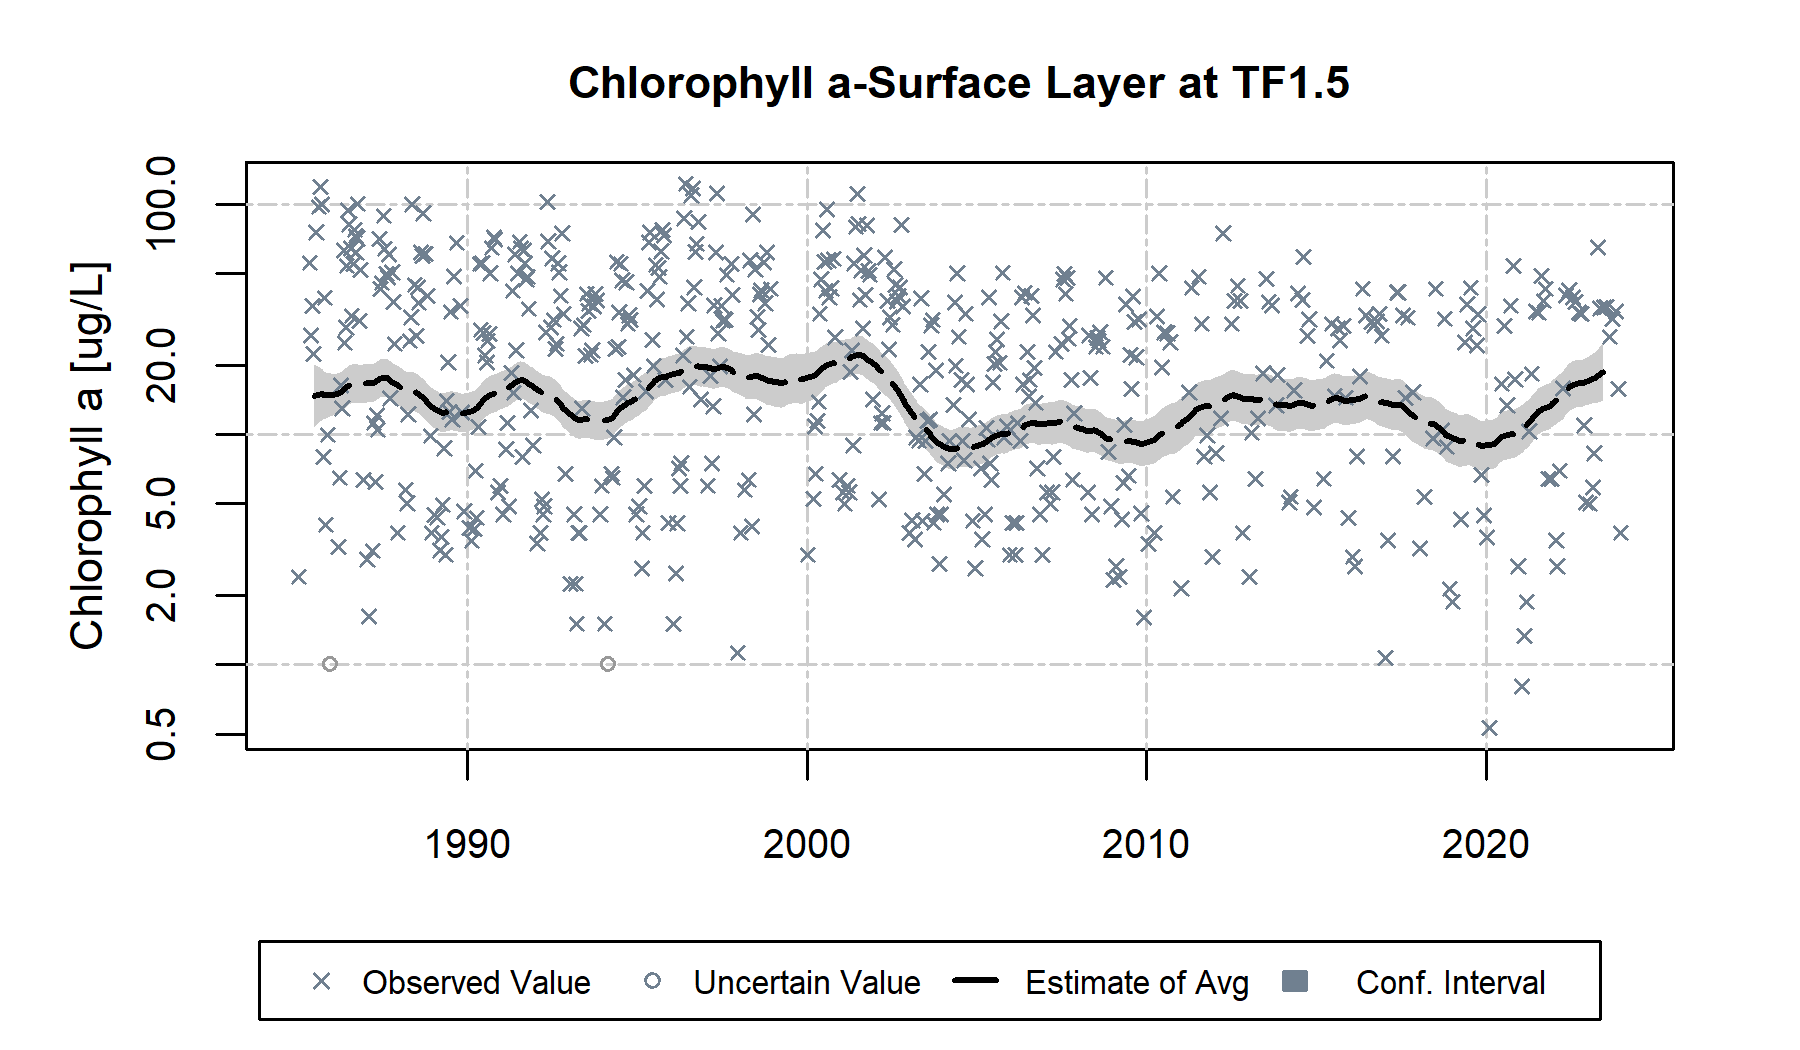 Chlorophyll a-Surface Layer at TF1.5
Chlorophyll a [ug/L]
100.0
20.0
5.0
2.0
0.5
1990 2000 2010 2020
Observed Value Uncertain Value Estimate of Avg Conf. Interval